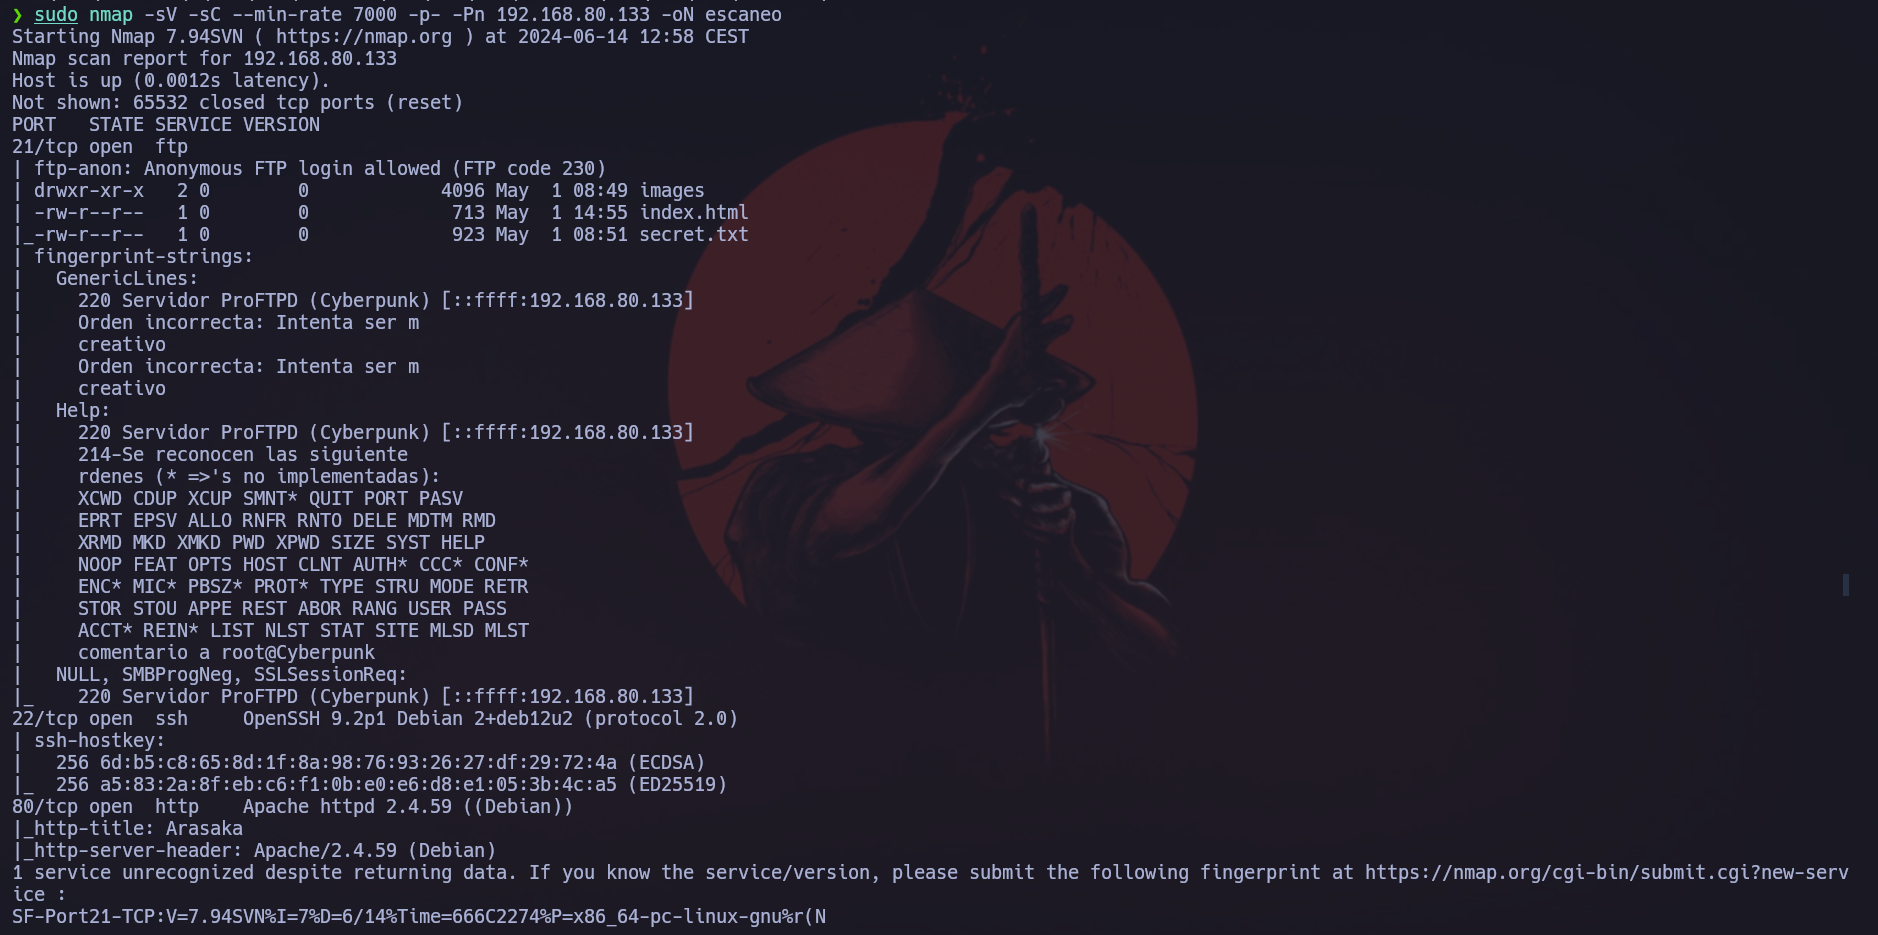 ❯ sudo nmap -sV -sC --min-rate 7000 -p- -Pn 192.168.80.133 -oN escaneo
Starting Nmap 7.94SVN ( https://nmap.org ) at 2024-06-14 12:58 CEST
Nmap scan report for 192.168.80.133
Host is up (0.0012s latency).
Not shown: 65532 closed tcp ports (reset)
PORT   STATE SERVICE VERSION
21/tcp open  ftp
| ftp-anon: Anonymous FTP login allowed (FTP code 230)
| drwxr-xr-x   2 0        0            4096 May  1 08:49 images
| -rw-r--r--   1 0        0             713 May  1 14:55 index.html
|_-rw-r--r--   1 0        0             923 May  1 08:51 secret.txt
| fingerprint-strings:
|   GenericLines:
|     220 Servidor ProFTPD (Cyberpunk) [::ffff:192.168.80.133]
|     Orden incorrecta: Intenta ser m
|     creativo
|     Orden incorrecta: Intenta ser m
|     creativo
|   Help:
|     220 Servidor ProFTPD (Cyberpunk) [::ffff:192.168.80.133]
|     214-Se reconocen las siguiente
|     rdenes (* =>'s no implementadas):
|     XCWD CDUP XCUP SMNT* QUIT PORT PASV
|     EPRT EPSV ALLO RNFR RNTO DELE MDTM RMD
|     XRMD MKD XMKD PWD XPWD SIZE SYST HELP
|     NOOP FEAT OPTS HOST CLNT AUTH* CCC* CONF*
|     ENC* MIC* PBSZ* PROT* TYPE STRU MODE RETR
|     STOR STOU APPE REST ABOR RANG USER PASS
|     ACCT* REIN* LIST NLST STAT SITE MLSD MLST
|     comentario a root@Cyberpunk
|   NULL, SMBProgNeg, SSLSessionReq:
|_    220 Servidor ProFTPD (Cyberpunk) [::ffff:192.168.80.133]
22/tcp open  ssh     OpenSSH 9.2p1 Debian 2+deb12u2 (protocol 2.0)
| ssh-hostkey:
|   256 6d:b5:c8:65:8d:1f:8a:98:76:93:26:27:df:29:72:4a (ECDSA)
|_  256 a5:83:2a:8f:eb:c6:f1:0b:e0:e6:d8:e1:05:3b:4c:a5 (ED25519)
80/tcp open  http    Apache httpd 2.4.59 ((Debian))
|_http-title: Arasaka
|_http-server-header: Apache/2.4.59 (Debian)
1 service unrecognized despite returning data. If you know the service/version, please submit the following fingerprint at https://nmap.org/cgi-bin/submit.cgi?new-serv
ice :
SF-Port21-TCP:V=7.94SVN%I=7%D=6/14%Time=666C2274%P=x86_64-pc-linux-gnu%r(N